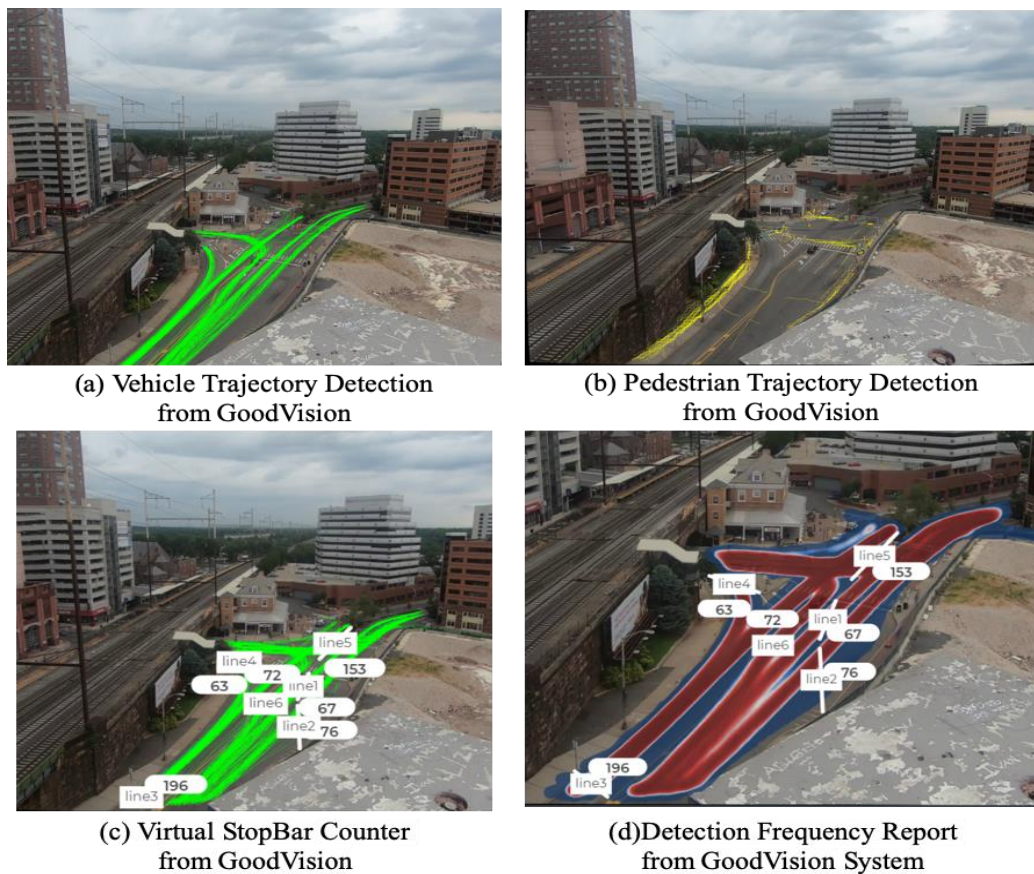 (a) Vehicle Trajectory Detection
from GoodVision
(b) Pedestrian Trajectory Detection
from GoodVision
line5
line4
153
72
line1
63
line6
67
line2
76
196
line3
(c) Virtual StopBar Counter
from GoodVision
line5
153
line4
63
72
line1
67
line6
76
line2
196
line3
(d)Detection Frequency Report
from GoodVision System